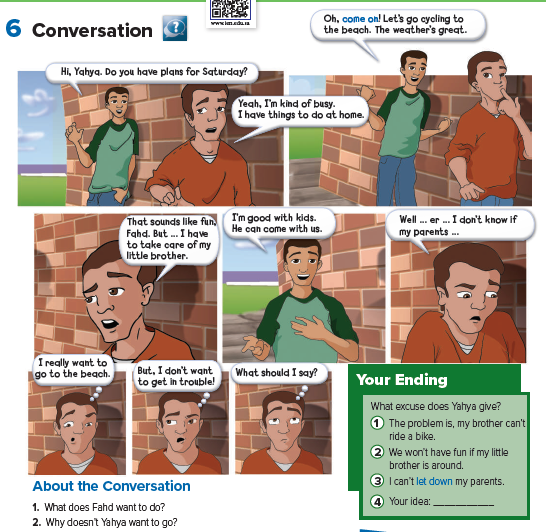 www.ien.edu.sa
6 Conversation
Oh, come on! Let's go cycling to
the beach. The weather's great.
Hi, Yahya. Do you have plans for Saturday?
Yeah, I'm kind of busy.
I have things to do at home.
That sounds like fun,
Fahd. But ... I have
to take care of my
little brother.
I'm good with kids.
He can come with us.
Well ... er ... I don't know if
my parents ...
I really want to
go to the beach.
But, I don't want
to get in trouble!
What should I say?
Your Ending
What excuse does Yahya give?
1 The problem is, my brother can't
ride a bike.
2 We won't have fun if my little
brother is around.
3 I can't let down my parents.
4 Your idea: ____________
About the Conversation
1. What does Fahd want to do?
2. Why doesn't Yahya want to go?